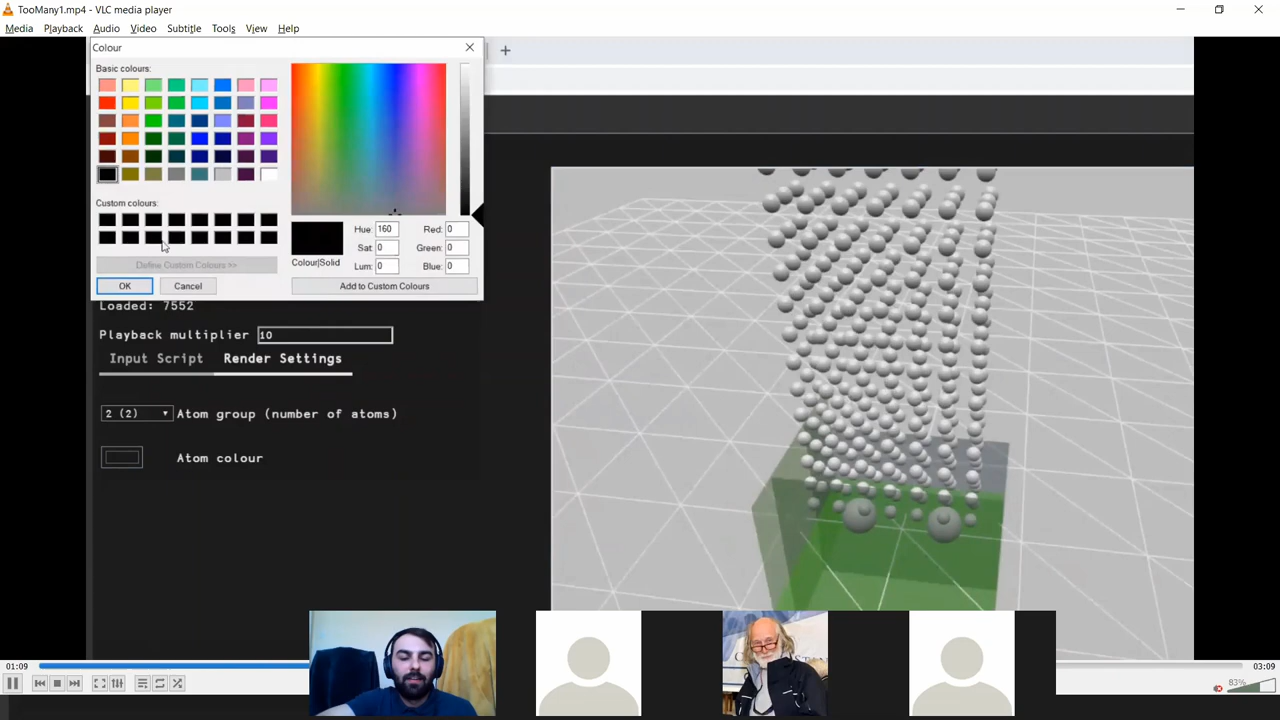 TooMany1.mp4 - VLC media player
Media Playback Audio Video Subtitle Tools View Help
Colour
Basic colours:
Custom colours:
Define Custom Colours >>
OK Cancel
Hue: 160 Red: 0
Sat: 0 Green: 0
Colour|Solid Lum: 0 Blue: 0
Add to Custom Colours
Loaded: 7552
Playback multiplier 10
Input Script Render Settings
2 (2) Atom group (number of atoms)
Atom colour
01:09 03:09
83%